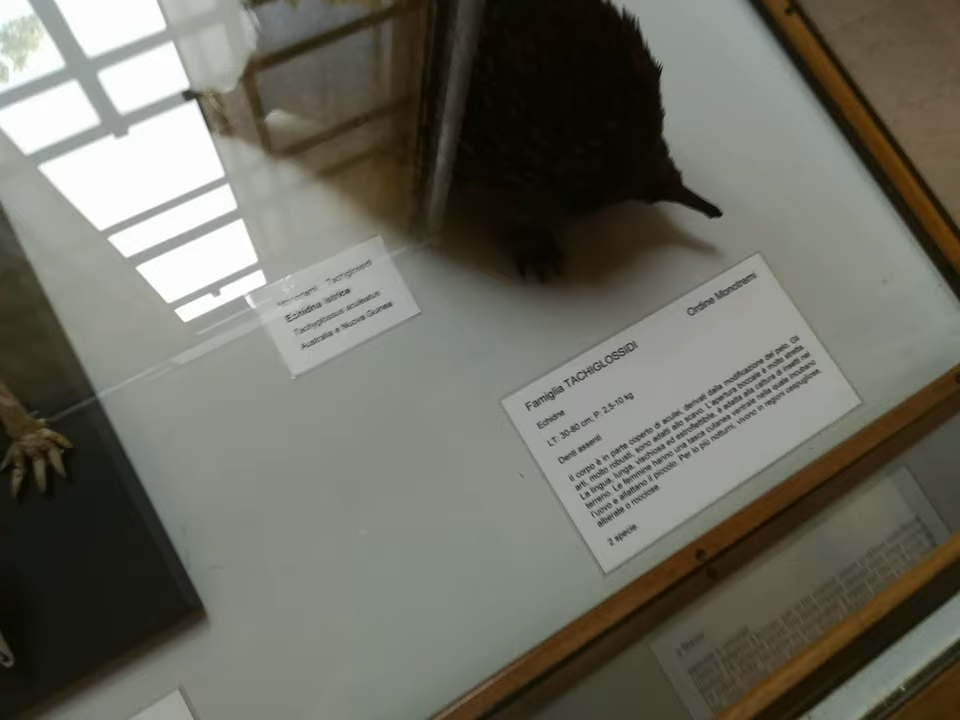 Monotremi - Tachiglossidi
Echidna istrice
Tachyglossus aculeatus
Australia e Nuova Guinea
Ordine Monotremi
Famiglia TACHIGLOSSIDI
Echidne
LT: 30-80 cm; P: 2,5-10 kg
Denti assenti
Il corpo è in parte coperto di aculei, derivati dalla modificazione del pelo. Gli
arti, molto robusti, sono adatti allo scavo. L'apertura boccale è molto stretta.
La lingua, lunga, vischiosa ed estroflettibile, è adatta alla cattura di insetti nel
terreno. Le femmine hanno una tasca cutanea ventrale nella quale incubano
l'uovo e allattano il piccolo. Per lo più notturni, vivono in regioni cespugliose,
alberate o rocciose.
2 specie.